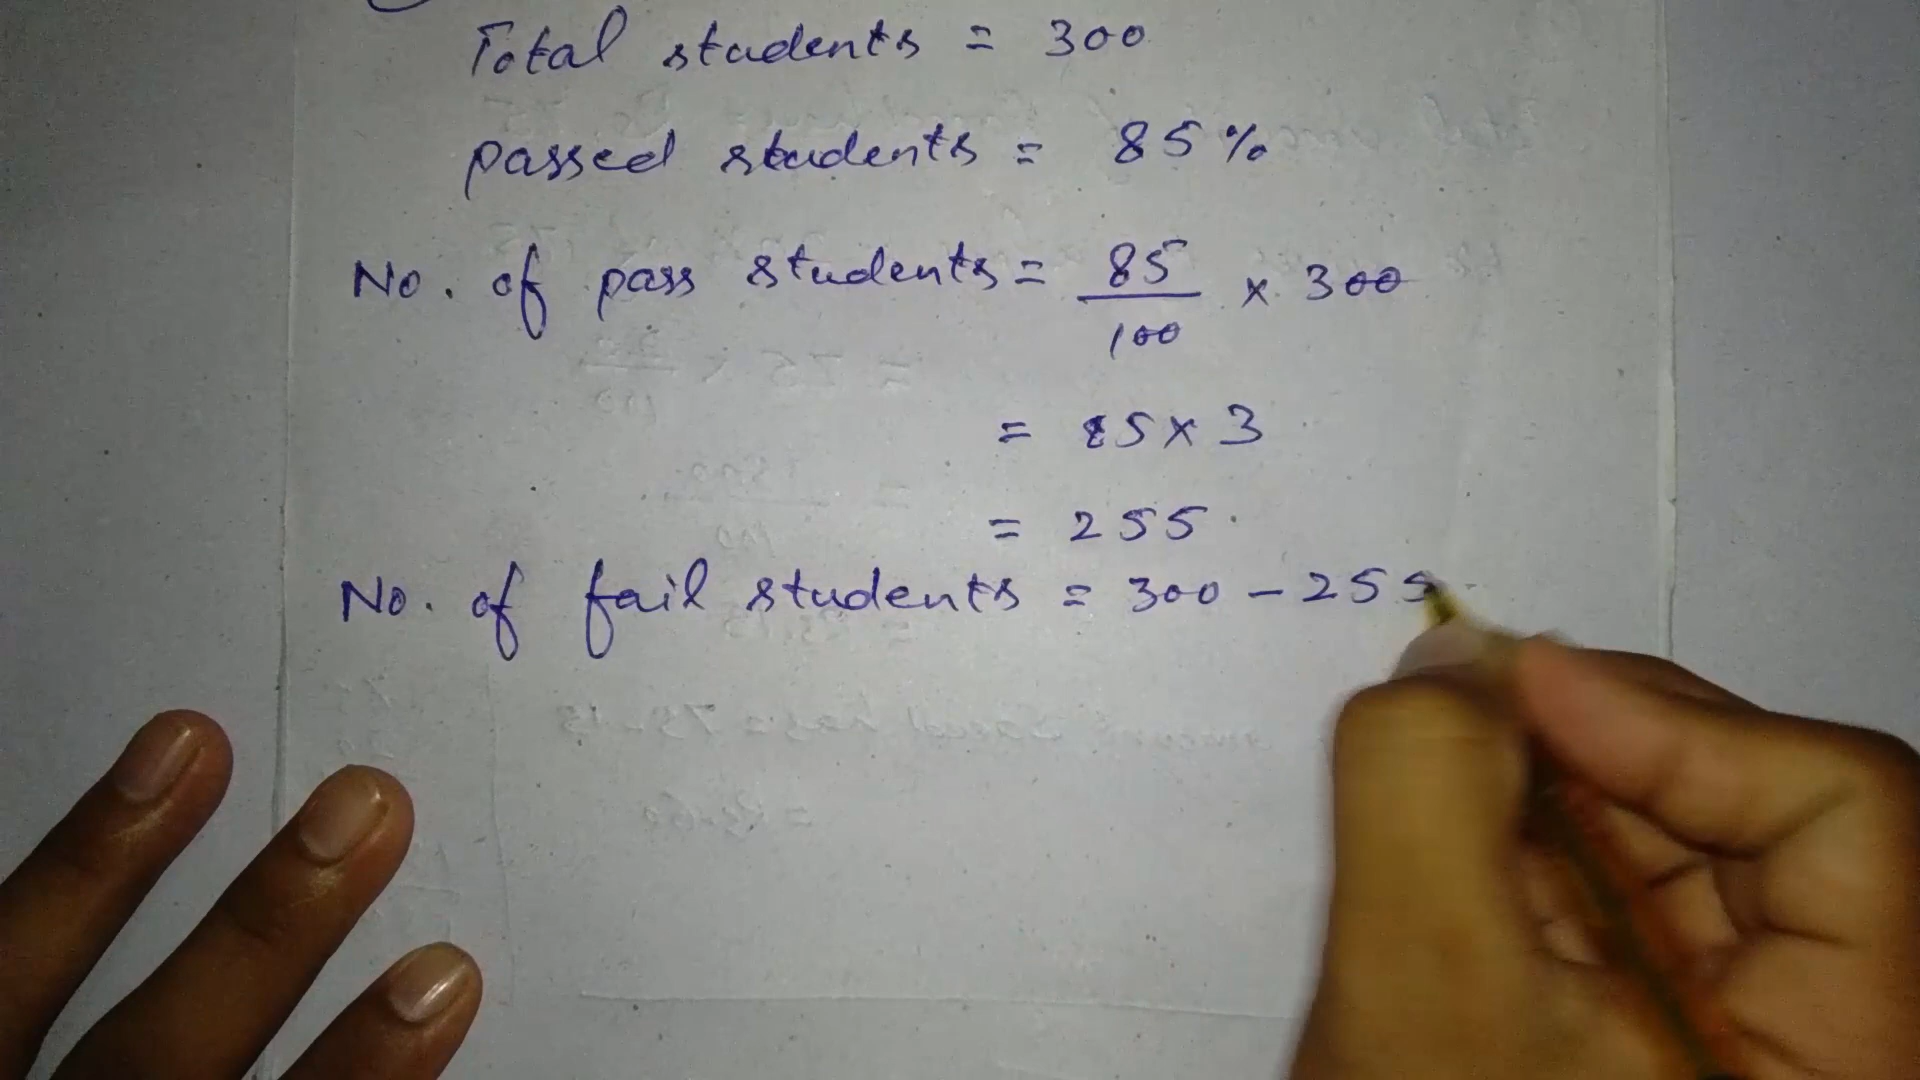 Total students = 300
passed students = 85%
No. of pass students = 85/100 × 300
= 85 × 3
= 255
No. of fail students = 300 - 255